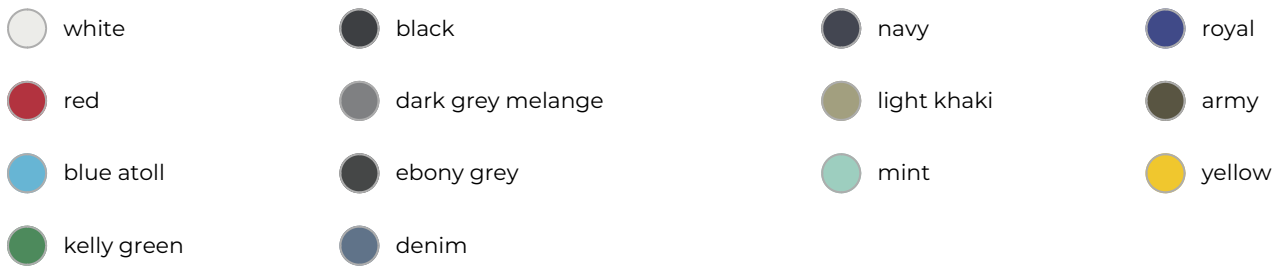 white
black
navy
royal
red
dark grey melange
light khaki
army
blue atoll
ebony grey
mint
yellow
kelly green
denim